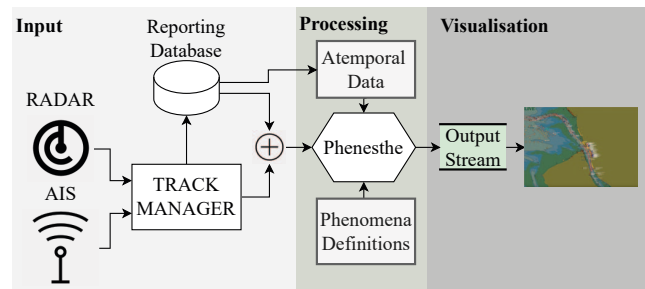 Input
Processing
Visualisation
Reporting
Database
Atemporal
Data
RADAR
Phenesthe
Output
Stream
AIS
TRACK
MANAGER
Phenomena
Definitions